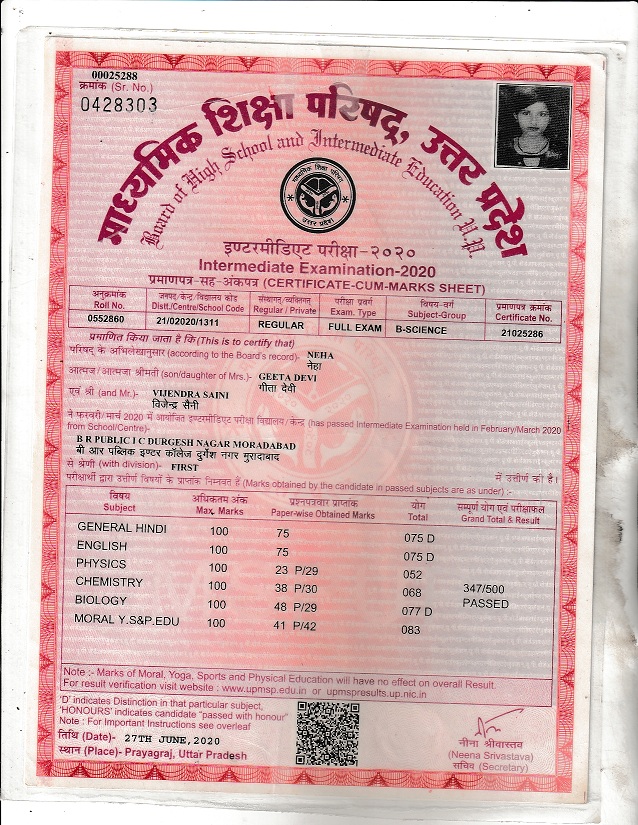 00025288
क्रमांक (Sr. No.)
0428303
माध्यमिक शिक्षा परिषद्, उत्तर प्रदेश
Board of High School and Intermediate Education U.P.
माध्यमिक शिक्षा परिषद
उत्तर प्रदेश
इण्टरमीडिएट परीक्षा-२०२०
Intermediate Examination-2020
प्रमाणपत्र-सह-अंकपत्र (CERTIFICATE-CUM-MARKS SHEET)
अनुक्रमांक जनपद/केन्द्र/विद्यालय कोड संस्थागत/व्यक्तिगत परीक्षा प्रवर्ग विषय-वर्ग प्रमाणपत्र क्रमांक
Roll No. Distt./Centre/School Code Regular / Private Exam. Type Subject-Group Certificate No.
0552860 21/02020/1311 REGULAR FULL EXAM B-SCIENCE 21025286
प्रमाणित किया जाता है कि(This is to certify that)
परिषद् के अभिलेखानुसार (according to the Board's record)- NEHA
नेहा
आत्मज/आत्मजा श्रीमती (son/daughter of Mrs.)- GEETA DEVI
गीता देवी
एवं श्री (and Mr.)- VIJENDRA SAINI
विजेन्द्र सैनी
ने फरवरी/मार्च 2020 में आयोजित इण्टरमीडिएट परीक्षा विद्यालय/केन्द्र (has passed Intermediate Examination held in February/March 2020
from School/Centre)-
B R PUBLIC I C DURGESH NAGAR MORADABAD
बी आर पब्लिक इण्टर कॉलेज दुर्गेश नगर मुरादाबाद
से श्रेणी (with division)- FIRST में उत्तीर्ण की है।
परीक्षार्थी द्वारा उत्तीर्ण विषयों के प्राप्तांक निम्नवत हैं (Marks obtained by the candidate in passed subjects are as under) :-
विषय अधिकतम अंक प्रश्नपत्रवार प्राप्तांक योग सम्पूर्ण योग एवं परीक्षाफल
Subject Max. Marks Paper-wise Obtained Marks Total Grand Total & Result
GENERAL HINDI 100 75 075 D
ENGLISH 100 75 075 D
PHYSICS 100 23 P/29 052
CHEMISTRY 100 38 P/30 068 347/500
BIOLOGY 100 48 P/29 077 D PASSED
MORAL Y.S&P.EDU 100 41 P/42 083
Note :- Marks of Moral, Yoga, Sports and Physical Education will have no effect on overall Result.
For result verification visit website : www.upmsp.edu.in or upmspresults.up.nic.in
'D' indicates Distinction in that particular subject,
'HONOURS' indicates candidate "passed with honour"
Note : For Important Instructions see overleaf
तिथि (Date)- 27TH JUNE,2020
स्थान (Place)- Prayagraj, Uttar Pradesh
नीना श्रीवास्तव
(Neena Srivastava)
सचिव (Secretary)